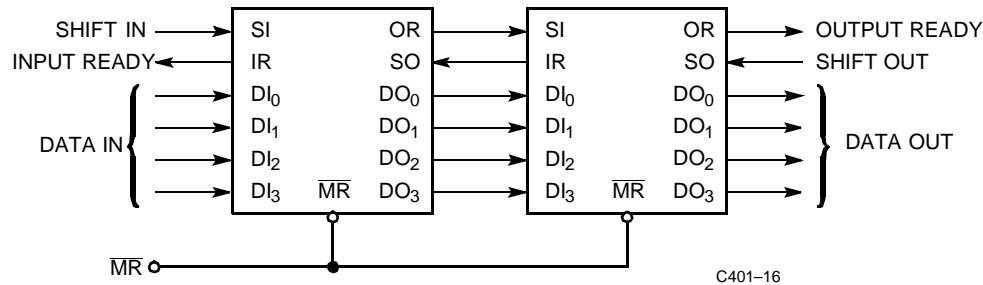 SHIFT IN SI OR SI OR OUTPUT READY
INPUT READY IR SO IR SO SHIFT OUT
DI0 DO0 DI0 DO0
DI1 DO1 DI1 DO1
DATA IN DATA OUT
DI2 DO2 DI2 DO2
DI3 MR DO3 DI3 MR DO3
MR
C401–16